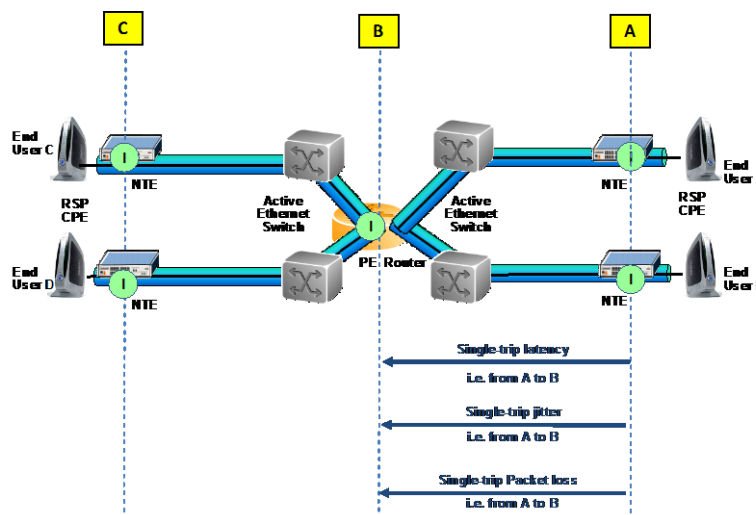 C
B
A
End
User C
I
NTE
RSP
CPE
Active
Ethernet
Switch
I
PE Router
Active
Ethernet
Switch
I
NTE
End
User
RSP
CPE
End
User D
I
NTE
I
NTE
End
User
Single-trip latency
i.e. from A to B
Single-trip jitter
i.e. from A to B
Single-trip Packet loss
i.e. from A to B